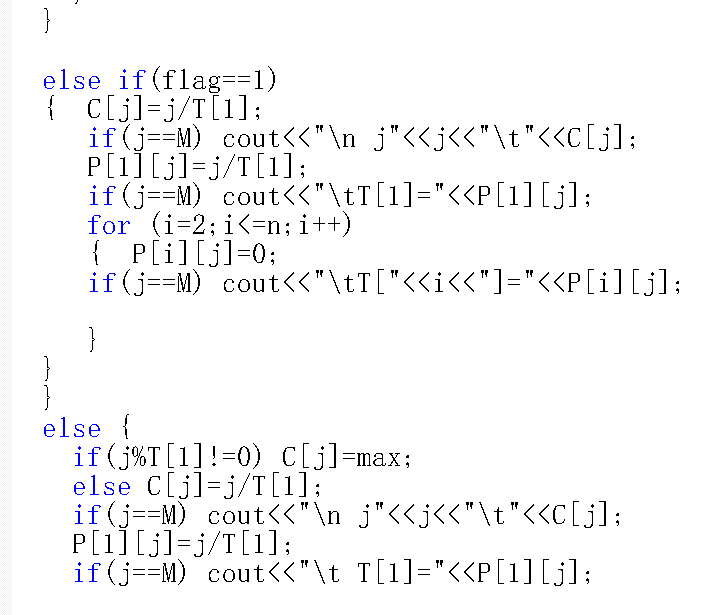 }
else if(flag==1)
{  C[j]=j/T[1];
if(j==M) cout<<"\n j"<<j<<"\t"<<C[j];
P[1][j]=j/T[1];
if(j==M) cout<<"\tT[1]="<<P[1][j];
for (i=2;i<=n;i++)
{  P[i][j]=0;
if(j==M) cout<<"\tT["<<i<<"]="<<P[i][j];
}
}
}
else {
if(j%T[1]!=0) C[j]=max;
else C[j]=j/T[1];
if(j==M) cout<<"\n j"<<j<<"\t"<<C[j];
P[1][j]=j/T[1];
if(j==M) cout<<"\t T[1]="<<P[1][j];